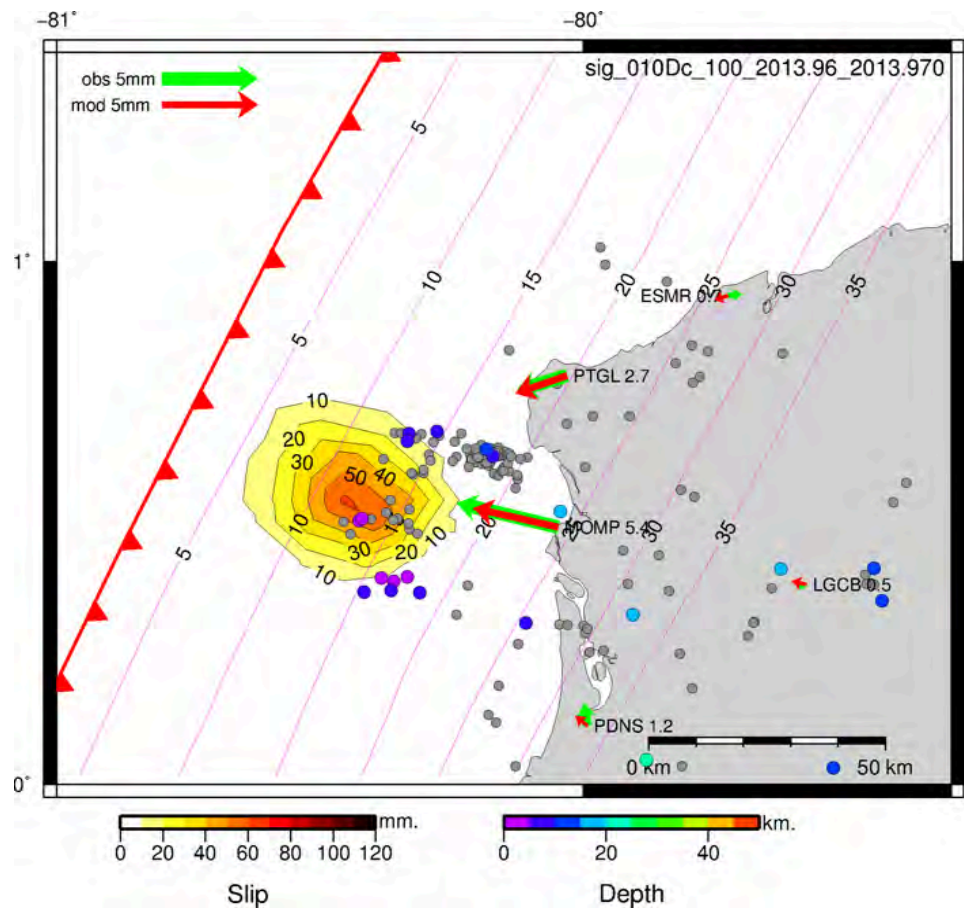 -81° -80°
sig_010Dc_100_2013.96_2013.970
obs 5mm
mod 5mm
5
1°
5 10 15 20 25 30 35
ESMR 0.
PTGL 2.7
10
20
30 50 40
10 10 10 20 MOMP 5.4 30 35
5 30 20
10
LGCB 0.5
PDNS 1.2
0° 0 km 50 km
mm. km.
0 20 40 60 80 100 120 0 20 40
Slip Depth